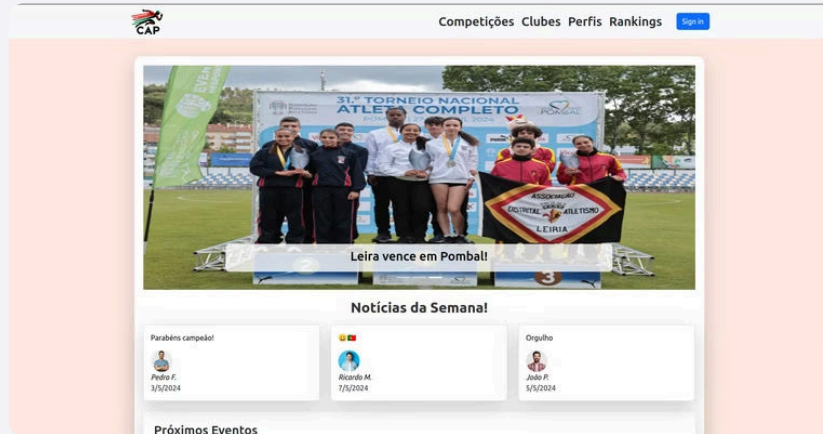 CAP
Competições Clubes Perfis Rankings Sign in
31.º TORNEIO NACIONAL
ATLETA COMPLETO
POMBAL
ASSOCIAÇÃO
DISTRITAL ATLETISMO
LEIRIA
Leira vence em Pombal!
2
3
Notícias da Semana!
Parabéns campeão!
Pedro F.
3/5/2024
Ricardo M.
7/5/2024
Orgulho
João P.
5/5/2024
Próximos Eventos